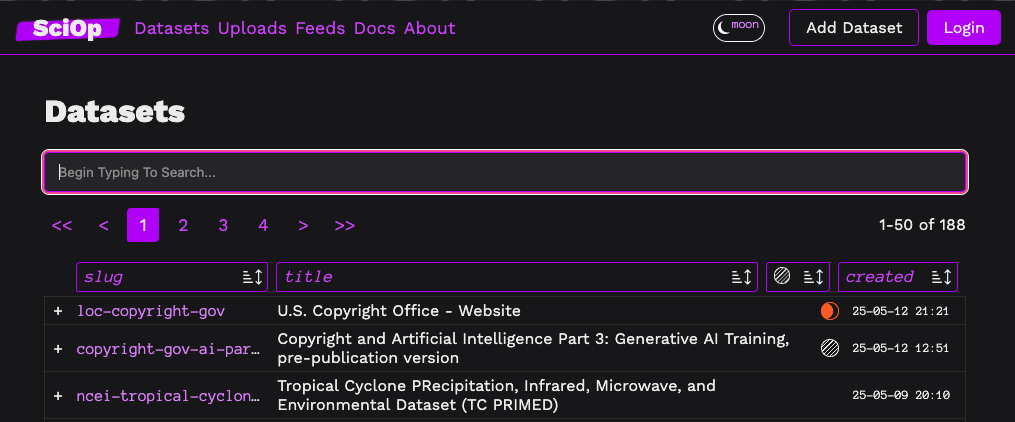 SciOp Datasets Uploads Feeds Docs About moon Add Dataset Login
Datasets
Begin Typing To Search...
<< < 1 2 3 4 > >> 1-50 of 188
slug title created
+ loc-copyright-gov U.S. Copyright Office - Website 25-05-12 21:21
+ copyright-gov-ai-par… Copyright and Artificial Intelligence Part 3: Generative AI Training, 25-05-12 12:51
pre-publication version
+ ncei-tropical-cyclon… Tropical Cyclone PRecipitation, Infrared, Microwave, and 25-05-09 20:10
Environmental Dataset (TC PRIMED)